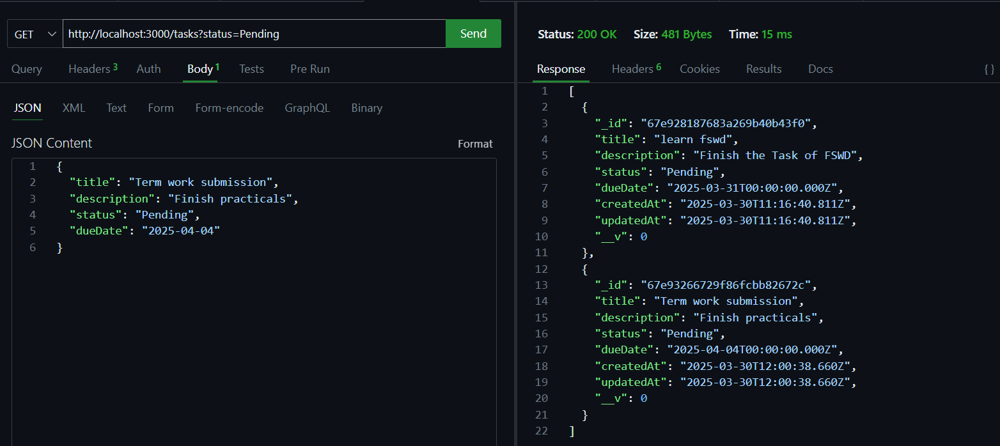 GET http://localhost:3000/tasks?status=Pending Send
Query Headers 3 Auth Body 1 Tests Pre Run
JSON XML Text Form Form-encode GraphQL Binary
JSON Content Format
1 {
2 "title": "Term work submission",
3 "description": "Finish practicals",
4 "status": "Pending",
5 "dueDate": "2025-04-04"
6 }
Status: 200 OK Size: 481 Bytes Time: 15 ms
Response Headers 6 Cookies Results Docs { }
1 [
2 {
3 "_id": "67e928187683a269b40b43f0",
4 "title": "learn fswd",
5 "description": "Finish the Task of FSWD",
6 "status": "Pending",
7 "dueDate": "2025-03-31T00:00:00.000Z",
8 "createdAt": "2025-03-30T11:16:40.811Z",
9 "updatedAt": "2025-03-30T11:16:40.811Z",
10 "__v": 0
11 },
12 {
13 "_id": "67e93266729f86fcbb82672c",
14 "title": "Term work submission",
15 "description": "Finish practicals",
16 "status": "Pending",
17 "dueDate": "2025-04-04T00:00:00.000Z",
18 "createdAt": "2025-03-30T12:00:38.660Z",
19 "updatedAt": "2025-03-30T12:00:38.660Z",
20 "__v": 0
21 }
22 ]